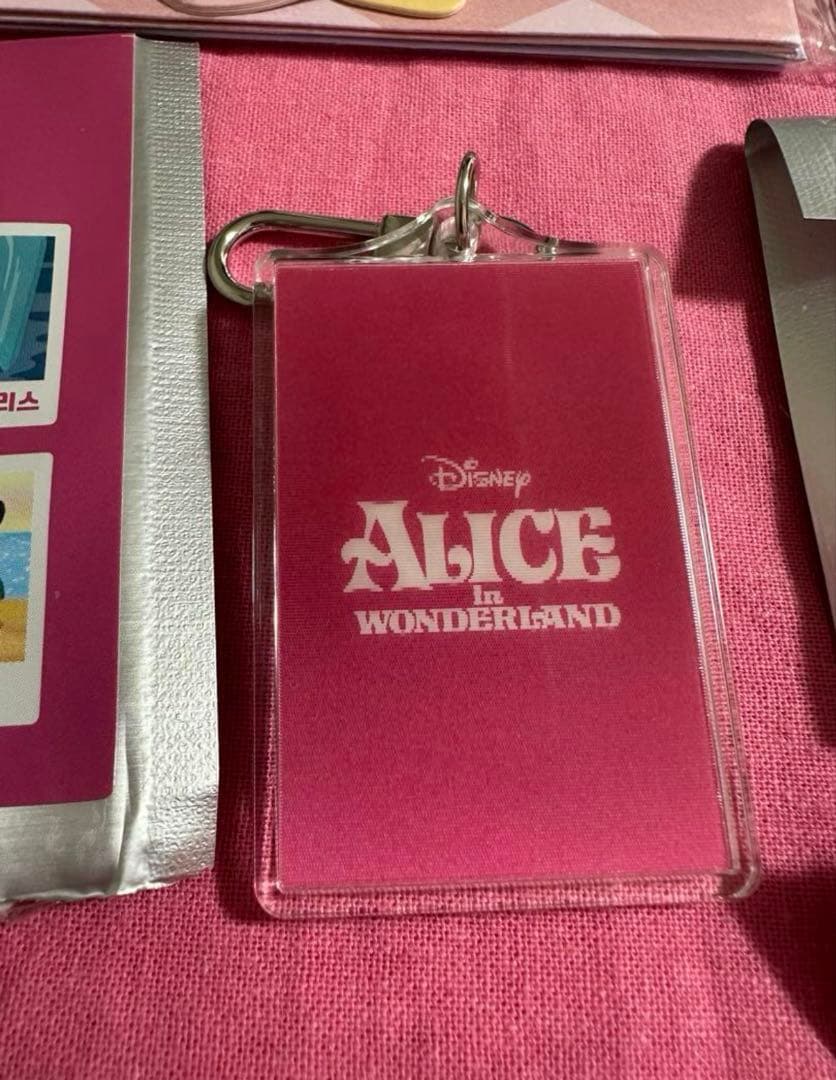 리스
Disney
ALICE
In
WONDERLAND